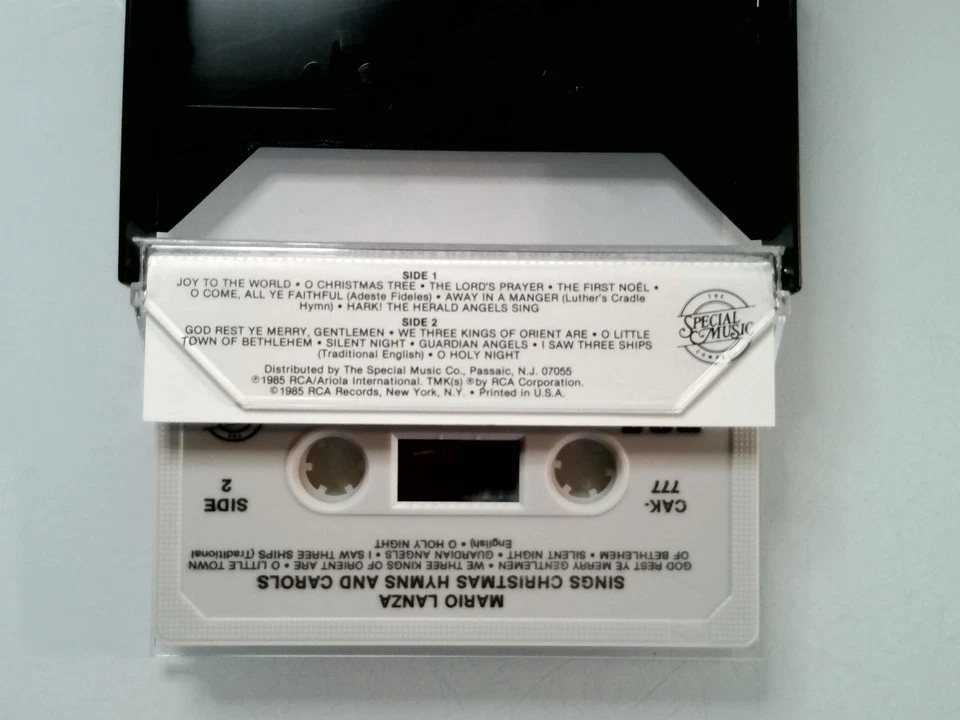 SIDE 1
JOY TO THE WORLD • O CHRISTMAS TREE • THE LORD'S PRAYER • THE FIRST NOËL •
O COME, ALL YE FAITHFUL (Adeste Fideles) • AWAY IN A MANGER (Luther's Cradle
Hymn) • HARK! THE HERALD ANGELS SING
SIDE 2
GOD REST YE MERRY, GENTLEMEN • WE THREE KINGS OF ORIENT ARE • O LITTLE
TOWN OF BETHLEHEM • SILENT NIGHT • GUARDIAN ANGELS • I SAW THREE SHIPS
(Traditional English) • O HOLY NIGHT
Distributed by The Special Music Co., Passaic, N.J. 07055
℗1985 RCA/Ariola International. TMK(s) ® by RCA Corporation.
©1985 RCA Records, New York, N.Y. • Printed in U.S.A.
THE
SPECIAL
MUSIC
COMPANY
MARIO LANZA
SINGS CHRISTMAS HYMNS AND CAROLS
GOD REST YE MERRY GENTLEMEN • WE THREE KINGS OF ORIENT ARE • O LITTLE TOWN
OF BETHLEHEM • SILENT NIGHT • GUARDIAN ANGELS • I SAW THREE SHIPS (Traditional
English) • O HOLY NIGHT
CAK-
777
SIDE
2